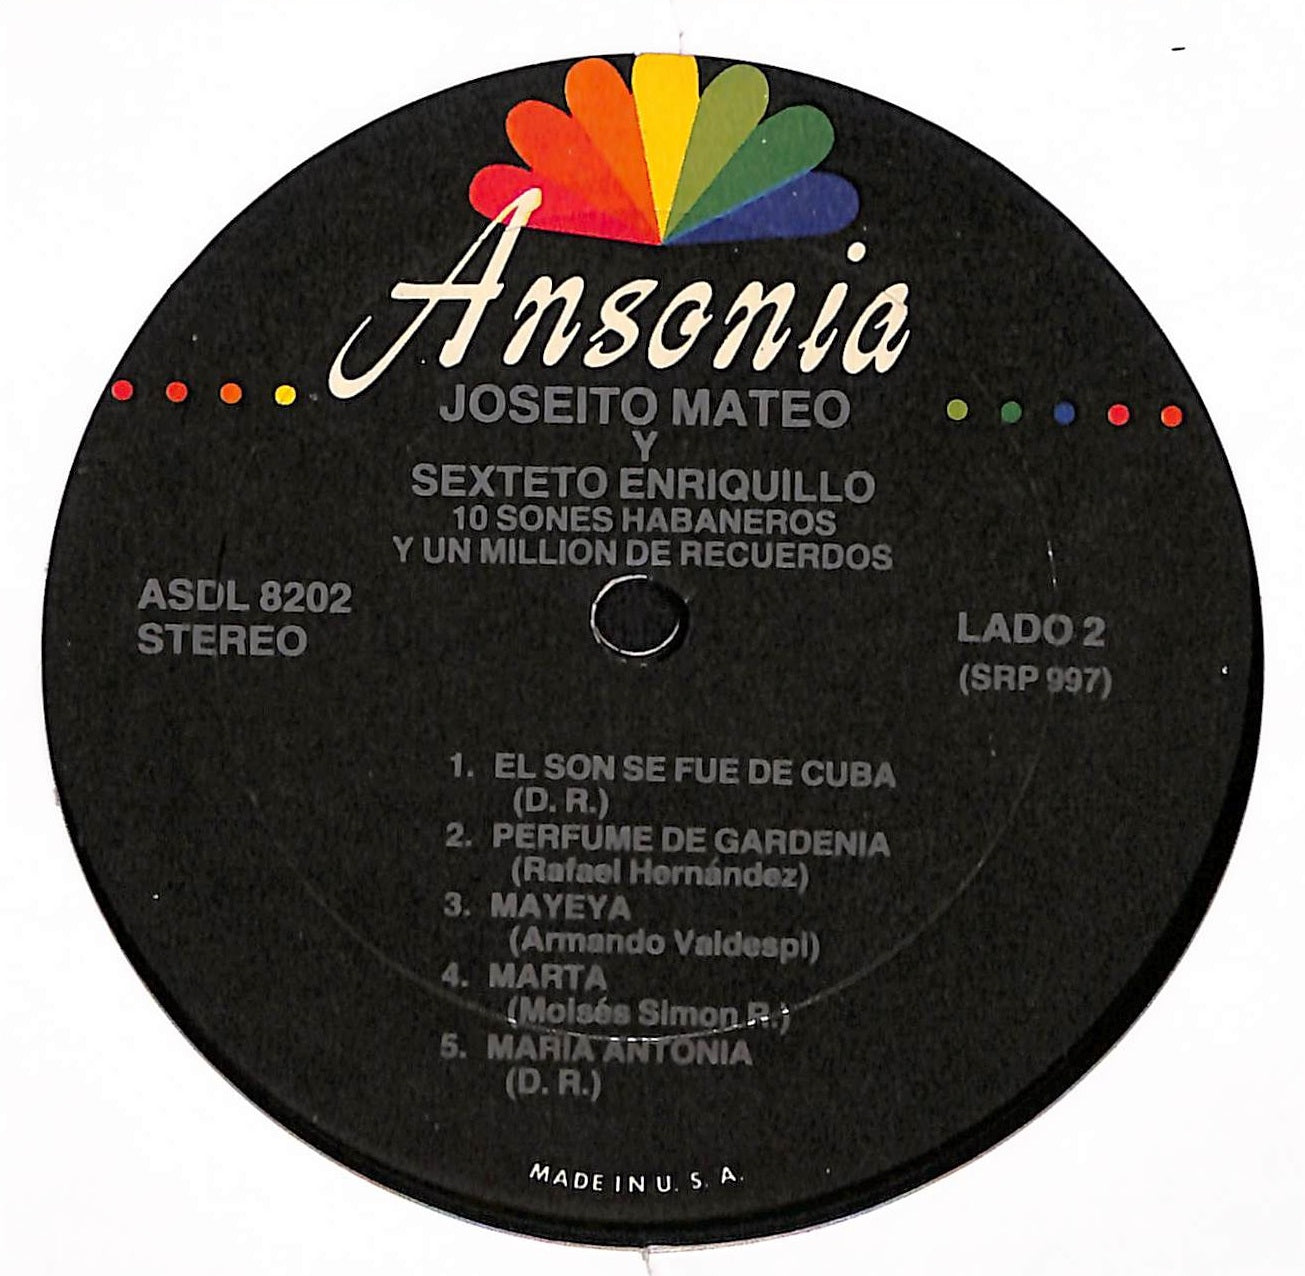 Ansonia
JOSEITO MATEO
Y
SEXTETO ENRIQUILLO
10 SONES HABANEROS
Y UN MILLION DE RECUERDOS
ASDL 8202
STEREO
LADO 2
(SRP 997)
1. EL SON SE FUE DE CUBA
(D. R.)
2. PERFUME DE GARDENIA
(Rafael Hernández)
3. MAYEYA
(Armando Valdespi)
4. MARTA
(Moisés Simon R.)
5. MARIA ANTONIA
(D. R.)
MADE IN U. S. A.